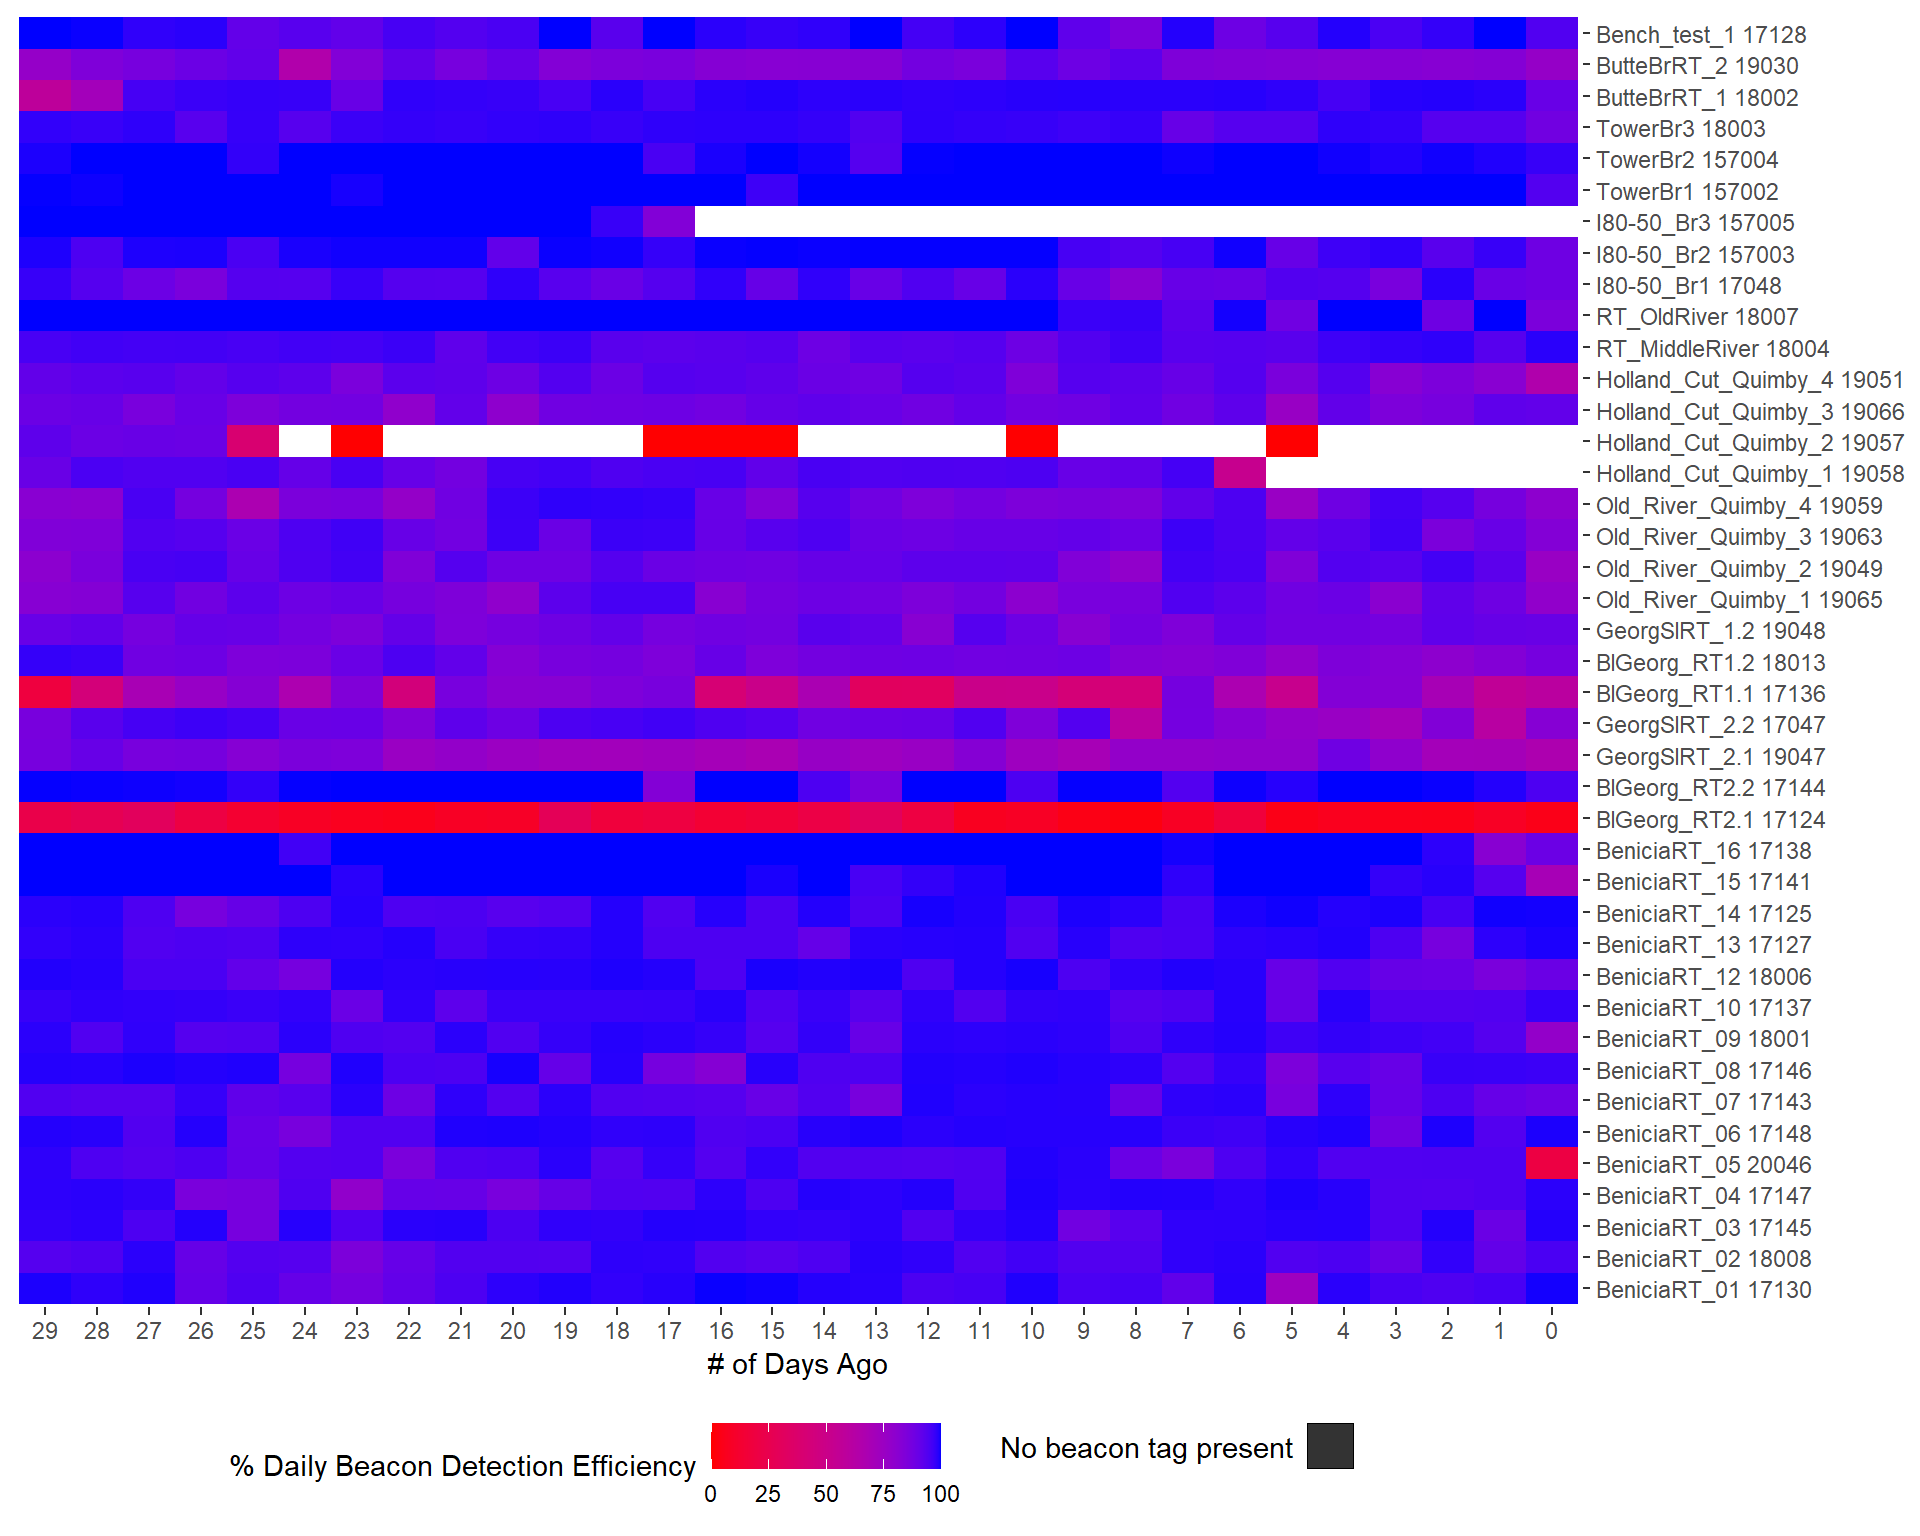 Bench_test_1 17128
ButteBrRT_2 19030
ButteBrRT_1 18002
TowerBr3 18003
TowerBr2 157004
TowerBr1 157002
I80-50_Br3 157005
I80-50_Br2 157003
I80-50_Br1 17048
RT_OldRiver 18007
RT_MiddleRiver 18004
Holland_Cut_Quimby_4 19051
Holland_Cut_Quimby_3 19066
Holland_Cut_Quimby_2 19057
Holland_Cut_Quimby_1 19058
Old_River_Quimby_4 19059
Old_River_Quimby_3 19063
Old_River_Quimby_2 19049
Old_River_Quimby_1 19065
GeorgSlRT_1.2 19048
BlGeorg_RT1.2 18013
BlGeorg_RT1.1 17136
GeorgSlRT_2.2 17047
GeorgSlRT_2.1 19047
BlGeorg_RT2.2 17144
BlGeorg_RT2.1 17124
BeniciaRT_16 17138
BeniciaRT_15 17141
BeniciaRT_14 17125
BeniciaRT_13 17127
BeniciaRT_12 18006
BeniciaRT_10 17137
BeniciaRT_09 18001
BeniciaRT_08 17146
BeniciaRT_07 17143
BeniciaRT_06 17148
BeniciaRT_05 20046
BeniciaRT_04 17147
BeniciaRT_03 17145
BeniciaRT_02 18008
BeniciaRT_01 17130
29 28 27 26 25 24 23 22 21 20 19 18 17 16 15 14 13 12 11 10 9 8 7 6 5 4 3 2 1 0
# of Days Ago
% Daily Beacon Detection Efficiency
0 25 50 75 100
No beacon tag present